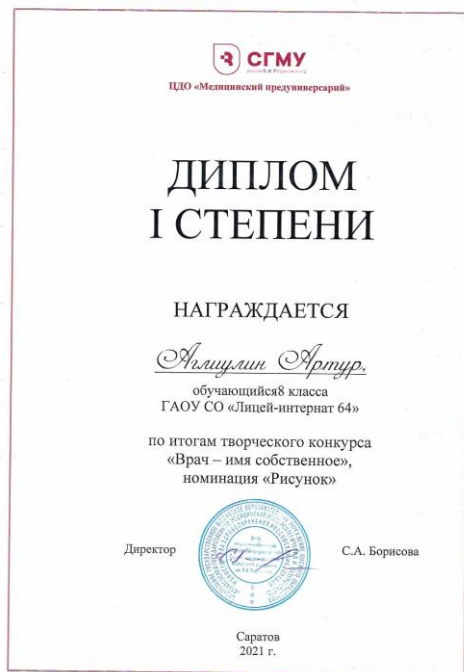 СГМУ
ЦДО «Медицинский предуниверсарий»
ДИПЛОМ
I СТЕПЕНИ
НАГРАЖДАЕТСЯ
Аглиулин Артур.
обучающийся8 класса
ГАОУ СО «Лицей-интернат 64»
по итогам творческого конкурса
«Врач – имя собственное»,
номинация «Рисунок»
Директор С.А. Борисова
Саратов
2021 г.